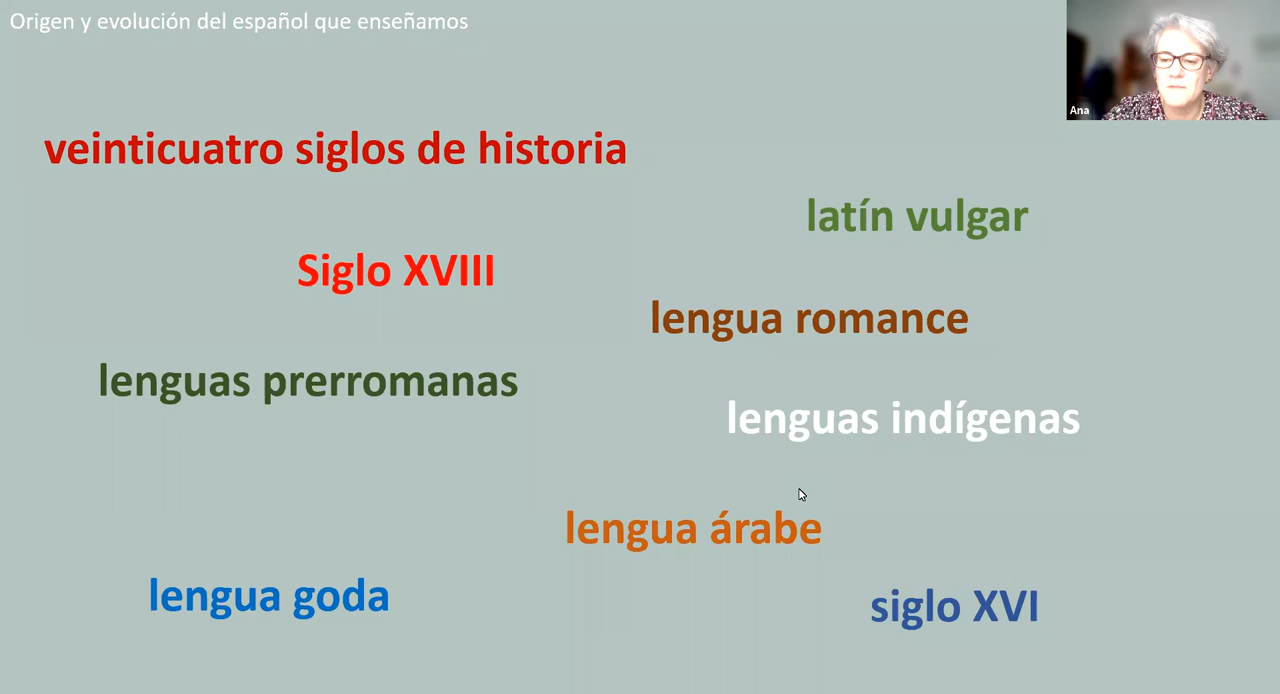 Origen y evolución del español que enseñamos
Ana
veinticuatro siglos de historia
latín vulgar
Siglo XVIII
lengua romance
lenguas prerromanas
lenguas indígenas
lengua árabe
lengua goda
siglo XVI